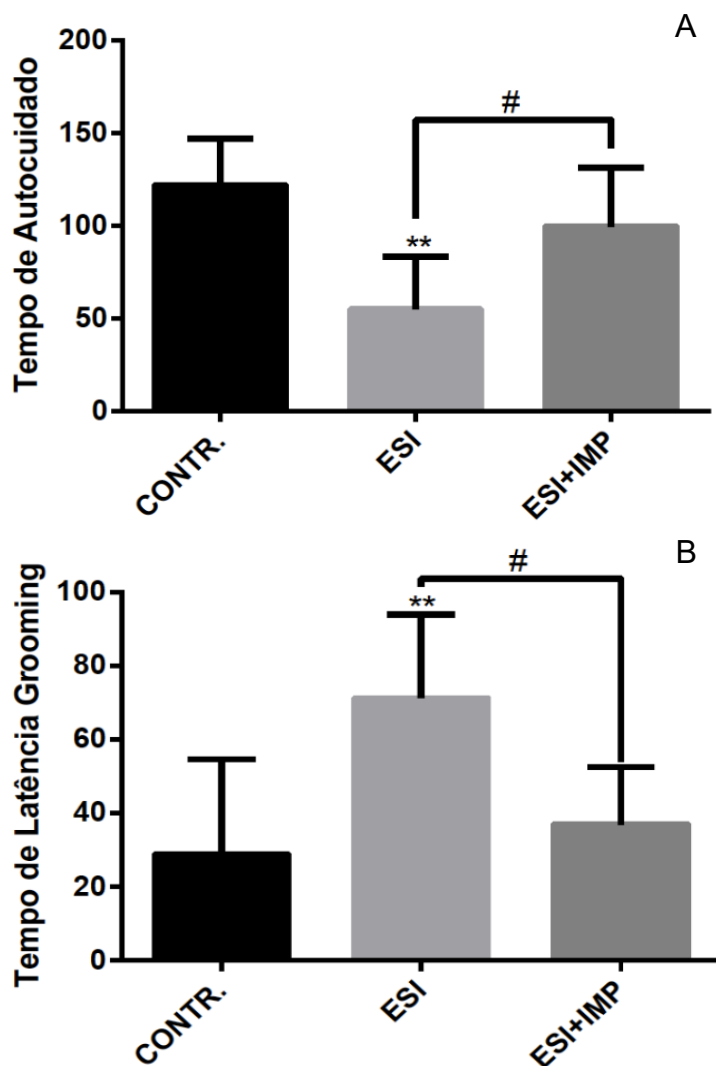 A
Tempo de Autocuidado
200
150
100
50
0
#
**
CONTR.
ESI
ESI+IMP
B
Tempo de Latência Grooming
100
80
60
40
20
0
#
**
CONTR.
ESI
ESI+IMP